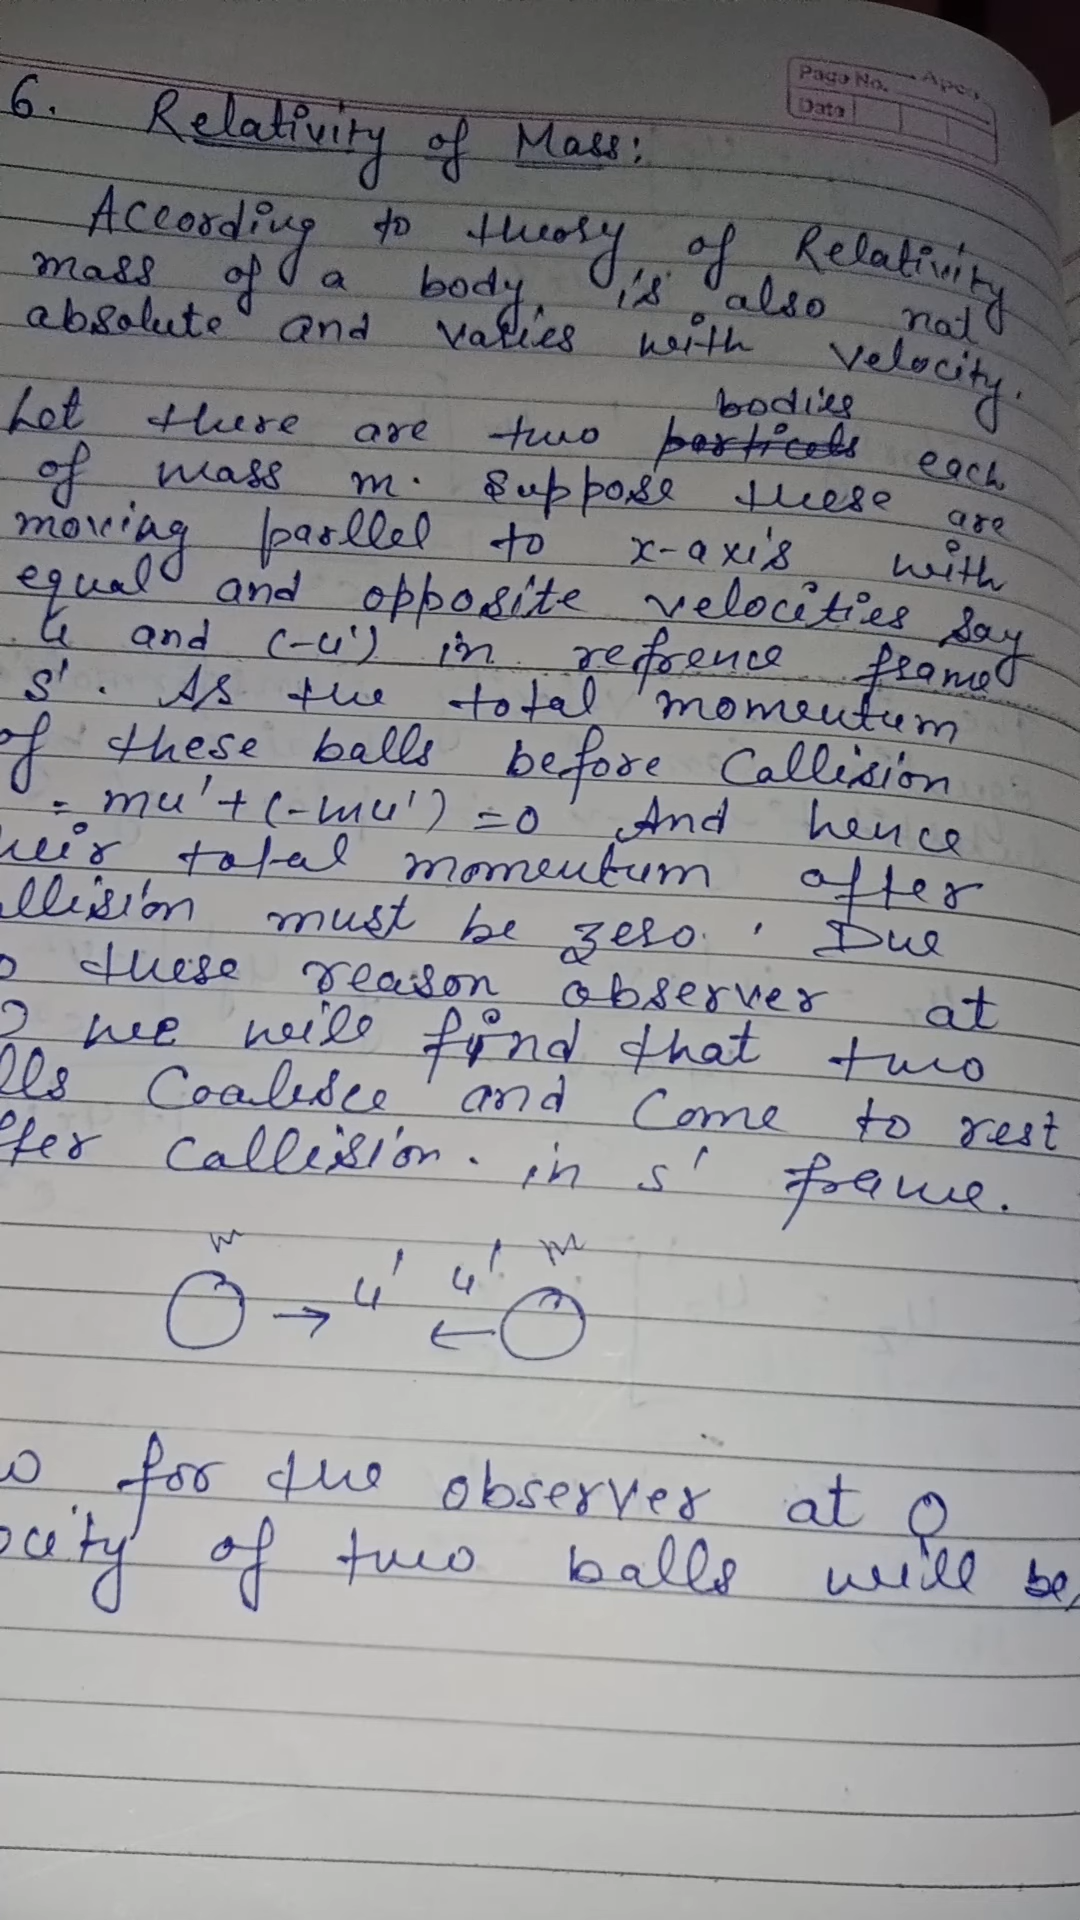 Page No.
Date
Apex
6. Relativity of Mass:
According to theory of Relativity
mass of a body, is also not
absolute and varies with velocity.
Let there are two bodies each
of mass m. Suppose these are
moving parllel to x-axis with
equal and opposite velocities say
u and (-u') in refrence frame
s'. As the total momentum
of these balls before Collision
= mu' + (-mu') = 0 And hence
heir total momentum after
llision must be zero. Due
o these reason observer at
we will find that two
lls Coalesce and Come to rest
fter Collision. in s' frame.
m m
u' u'
for the observer at O
ocity of two balls will be,